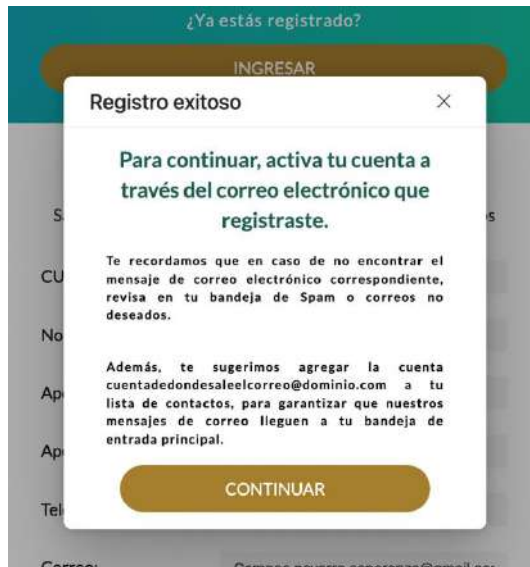 ¿Ya estás registrado?
INGRESAR
Registro exitoso
Para continuar, activa tu cuenta a
través del correo electrónico que
registraste.
Te recordamos que en caso de no encontrar el
mensaje de correo electrónico correspondiente,
revisa en tu bandeja de Spam o correos no
deseados.
Además, te sugerimos agregar la cuenta
cuentadedondesaleelcorreo@dominio.com a tu
lista de contactos, para garantizar que nuestros
mensajes de correo lleguen a tu bandeja de
entrada principal.
CONTINUAR